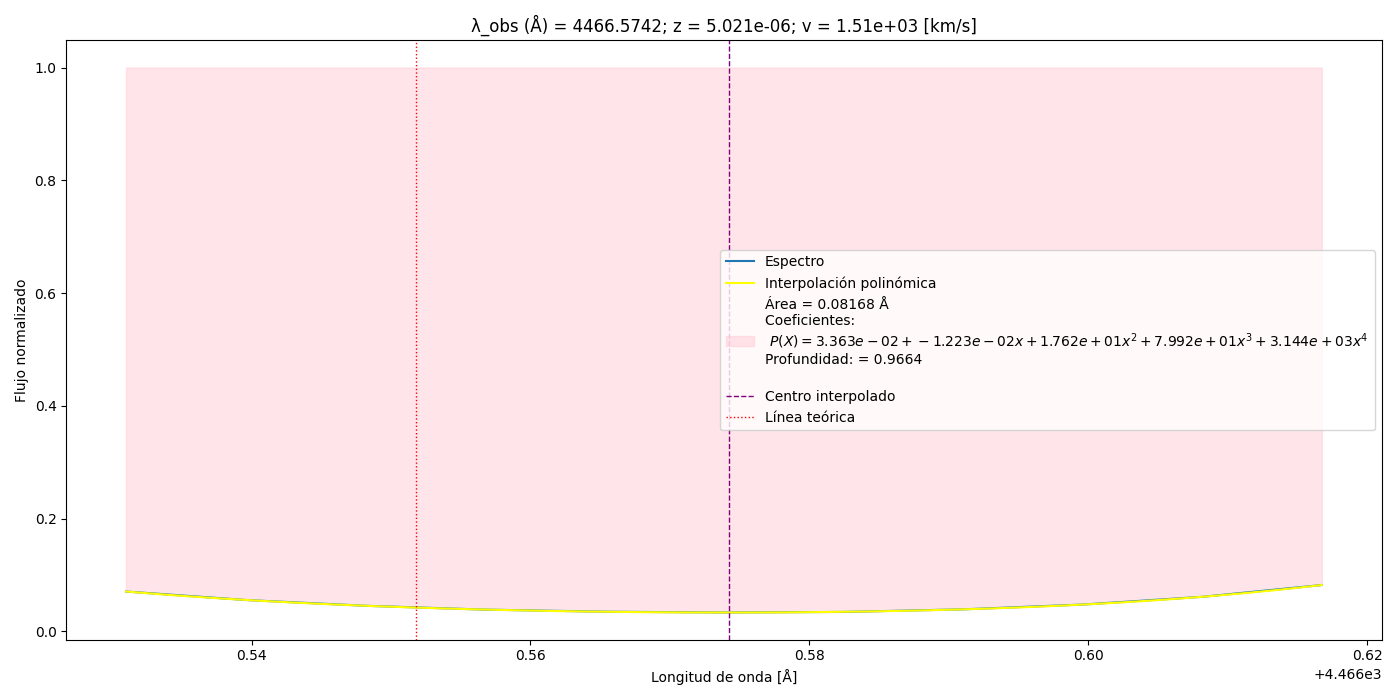 λ_obs (Å) = 4466.5742; z = 5.021e-06; v = 1.51e+03 [km/s]
Flujo normalizado
1.0
0.8
0.6
0.4
0.2
0.0
Espectro
Interpolación polinómica
Área = 0.08168 Å
Coeficientes:
P(X) = 3.363e − 02 + −1.223e − 02x + 1.762e + 01x² + 7.992e + 01x³ + 3.144e + 03x⁴
Profundidad: = 0.9664
Centro interpolado
Línea teórica
0.54 0.56 0.58 0.60 0.62
+4.466e3
Longitud de onda [Å]